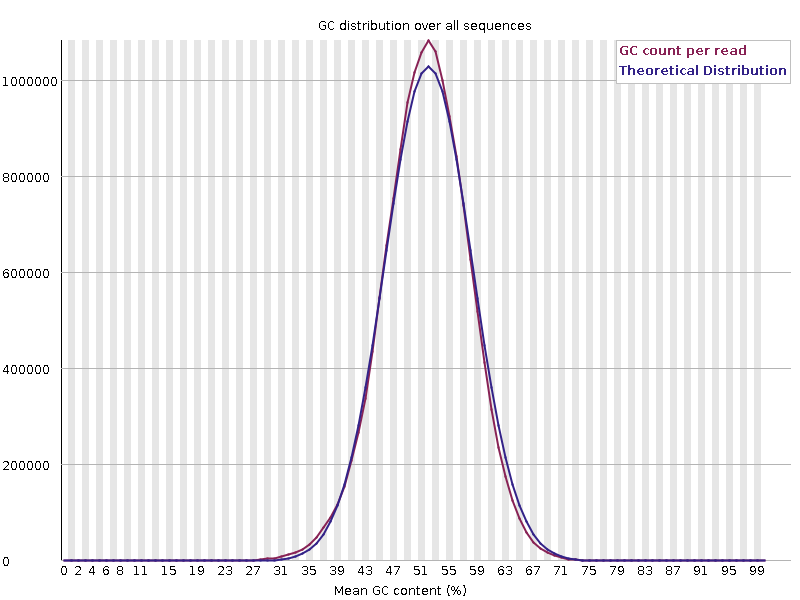 GC distribution over all sequences
GC count per read
Theoretical Distribution
1000000
800000
600000
400000
200000
0
0 2 4 6 8 11 15 19 23 27 31 35 39 43 47 51 55 59 63 67 71 75 79 83 87 91 95 99
Mean GC content (%)